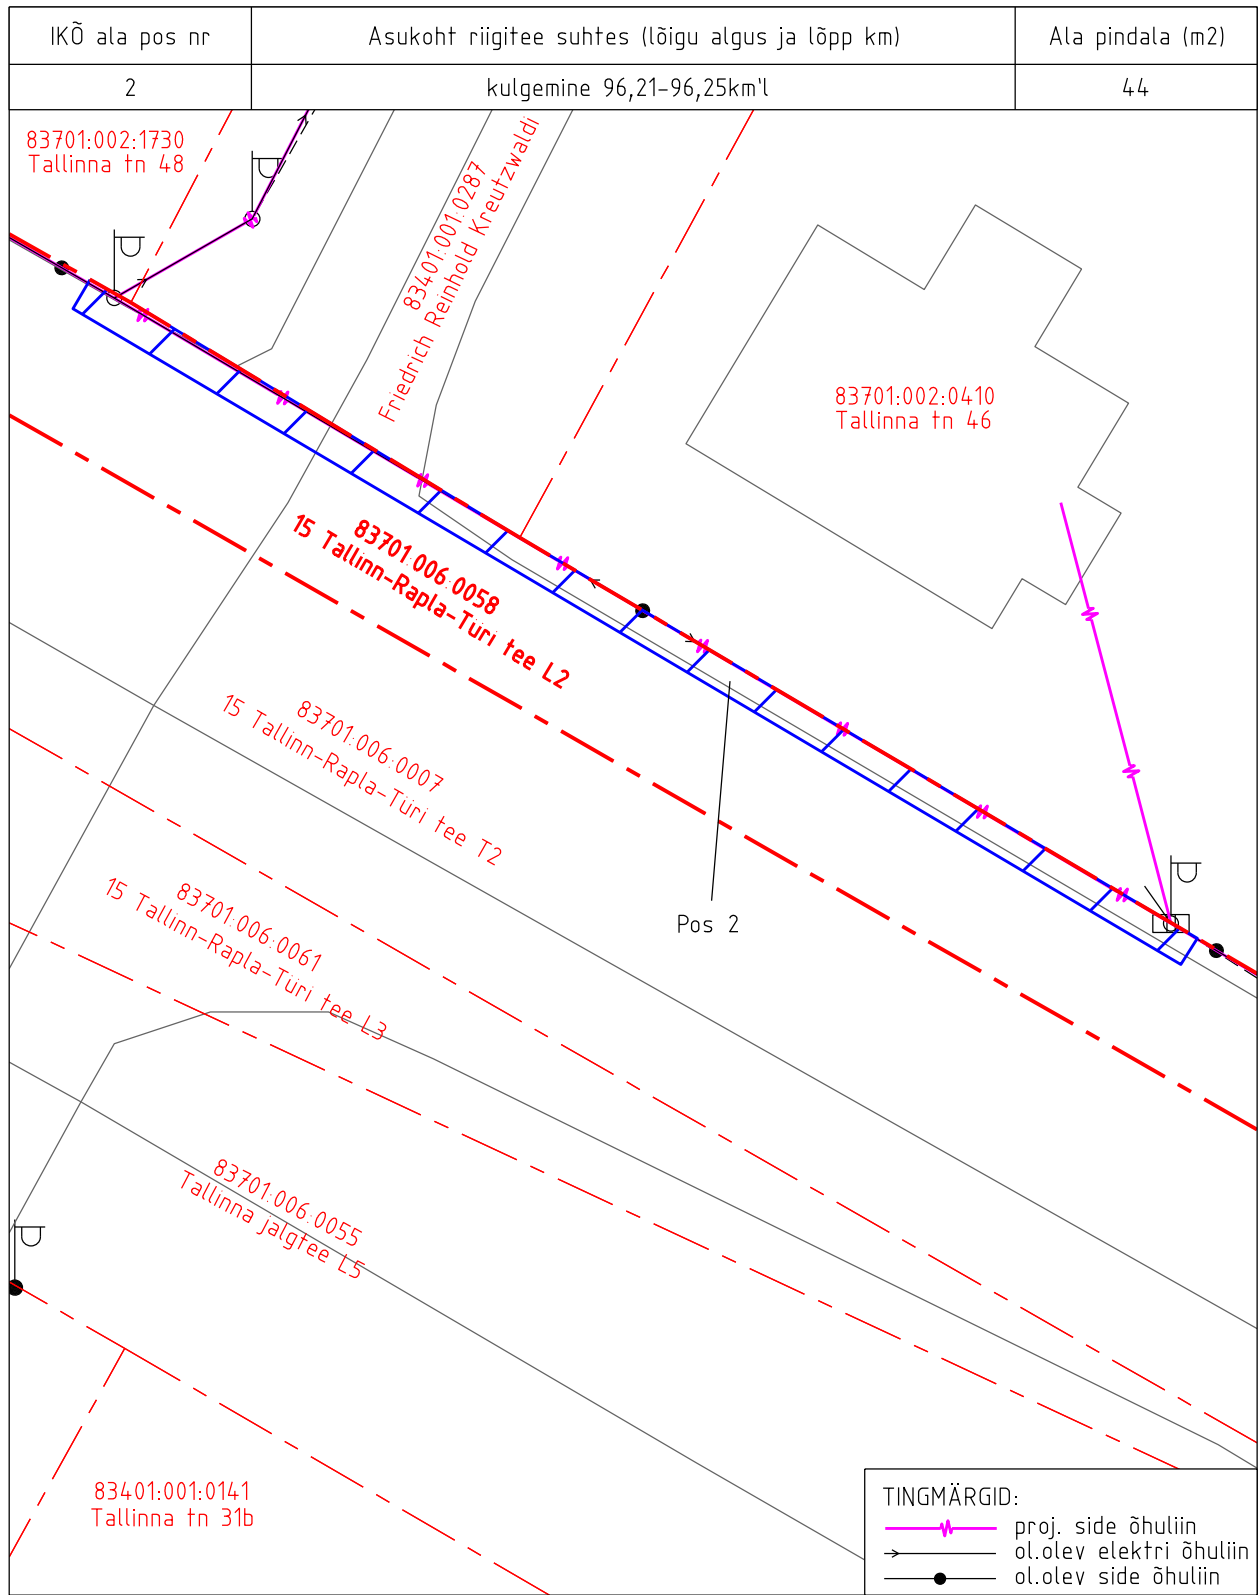 IKÕ ala pos nr
Asukoht riigitee suhtes (lõigu algus ja lõpp km)
Ala pindala (m2)
2
kulgemine 96,21-96,25km'l
44
83701:002:1730
Tallinna tn 48
83401:001:0287
Friedrich Reinhold Kreutzwaldi
83701:002:0410
Tallinna tn 46
83701:006:0058
15 Tallinn-Rapla-Türi tee L2
83701:006:0007
15 Tallinn-Rapla-Türi tee T2
Pos 2
83701:006:0061
15 Tallinn-Rapla-Türi tee L3
83701:006:0055
Tallinna jalgtee L5
83401:001:0141
Tallinna tn 31b
TINGMÄRGID:
proj. side õhuliin
ol.olev elektri õhuliin
ol.olev side õhuliin